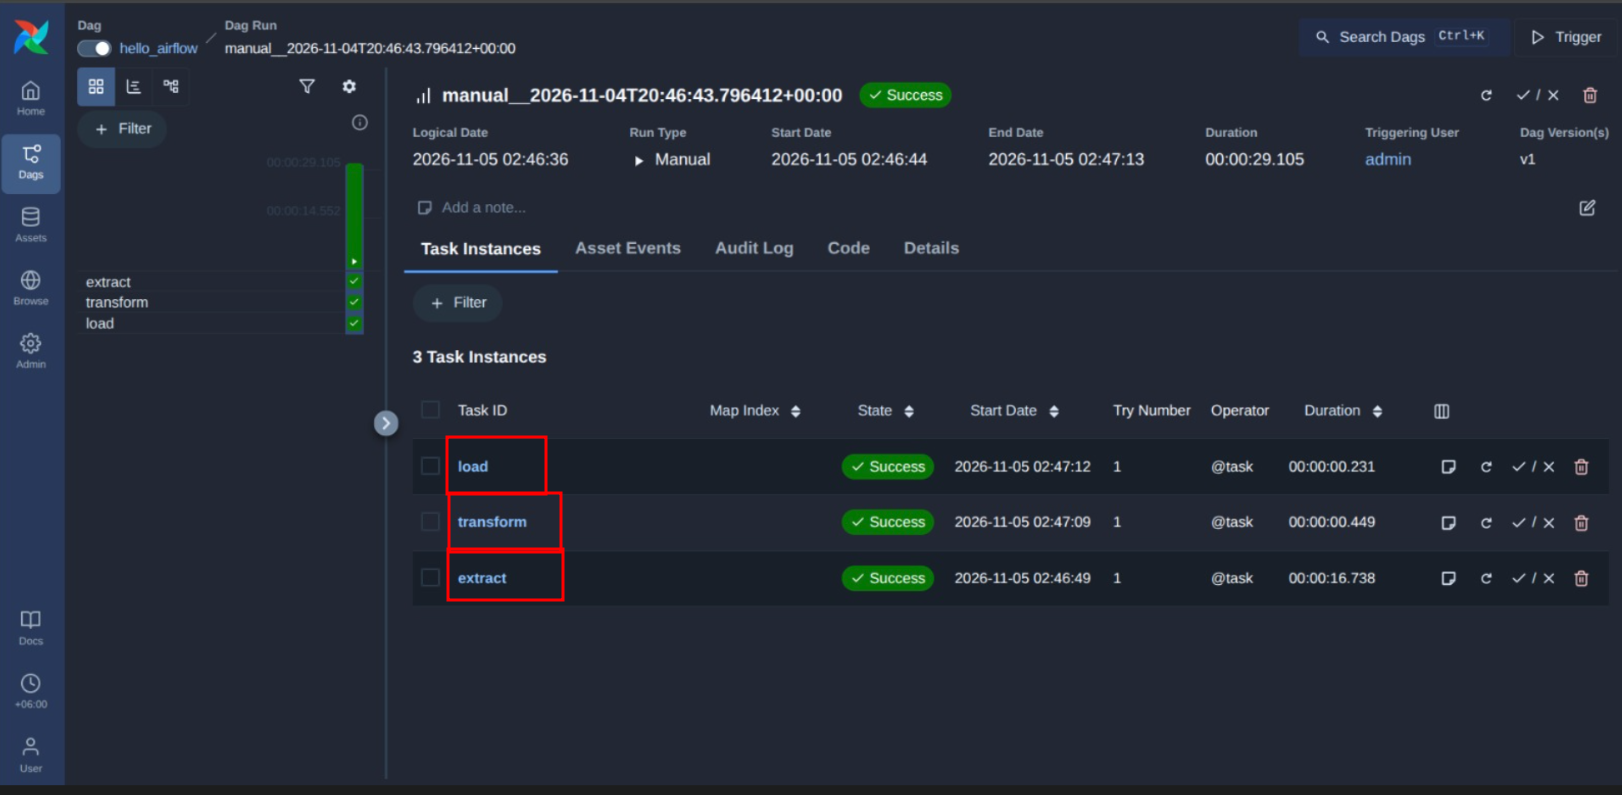 Dag
hello_airflow
/
Dag Run
manual__2026-11-04T20:46:43.796412+00:00
Search Dags Ctrl+K
Trigger
Home
Dags
Assets
Browse
Admin
Docs
+06:00
User
+ Filter
00:00:29.105
00:00:14.552
extract
transform
load
manual__2026-11-04T20:46:43.796412+00:00 Success
/
Logical Date Run Type Start Date End Date Duration Triggering User Dag Version(s)
2026-11-05 02:46:36 Manual 2026-11-05 02:46:44 2026-11-05 02:47:13 00:00:29.105 admin v1
Add a note...
Task Instances Asset Events Audit Log Code Details
+ Filter
3 Task Instances
Task ID Map Index State Start Date Try Number Operator Duration
load Success 2026-11-05 02:47:12 1 @task 00:00:00.231 /
transform Success 2026-11-05 02:47:09 1 @task 00:00:00.449 /
extract Success 2026-11-05 02:46:49 1 @task 00:00:16.738 /